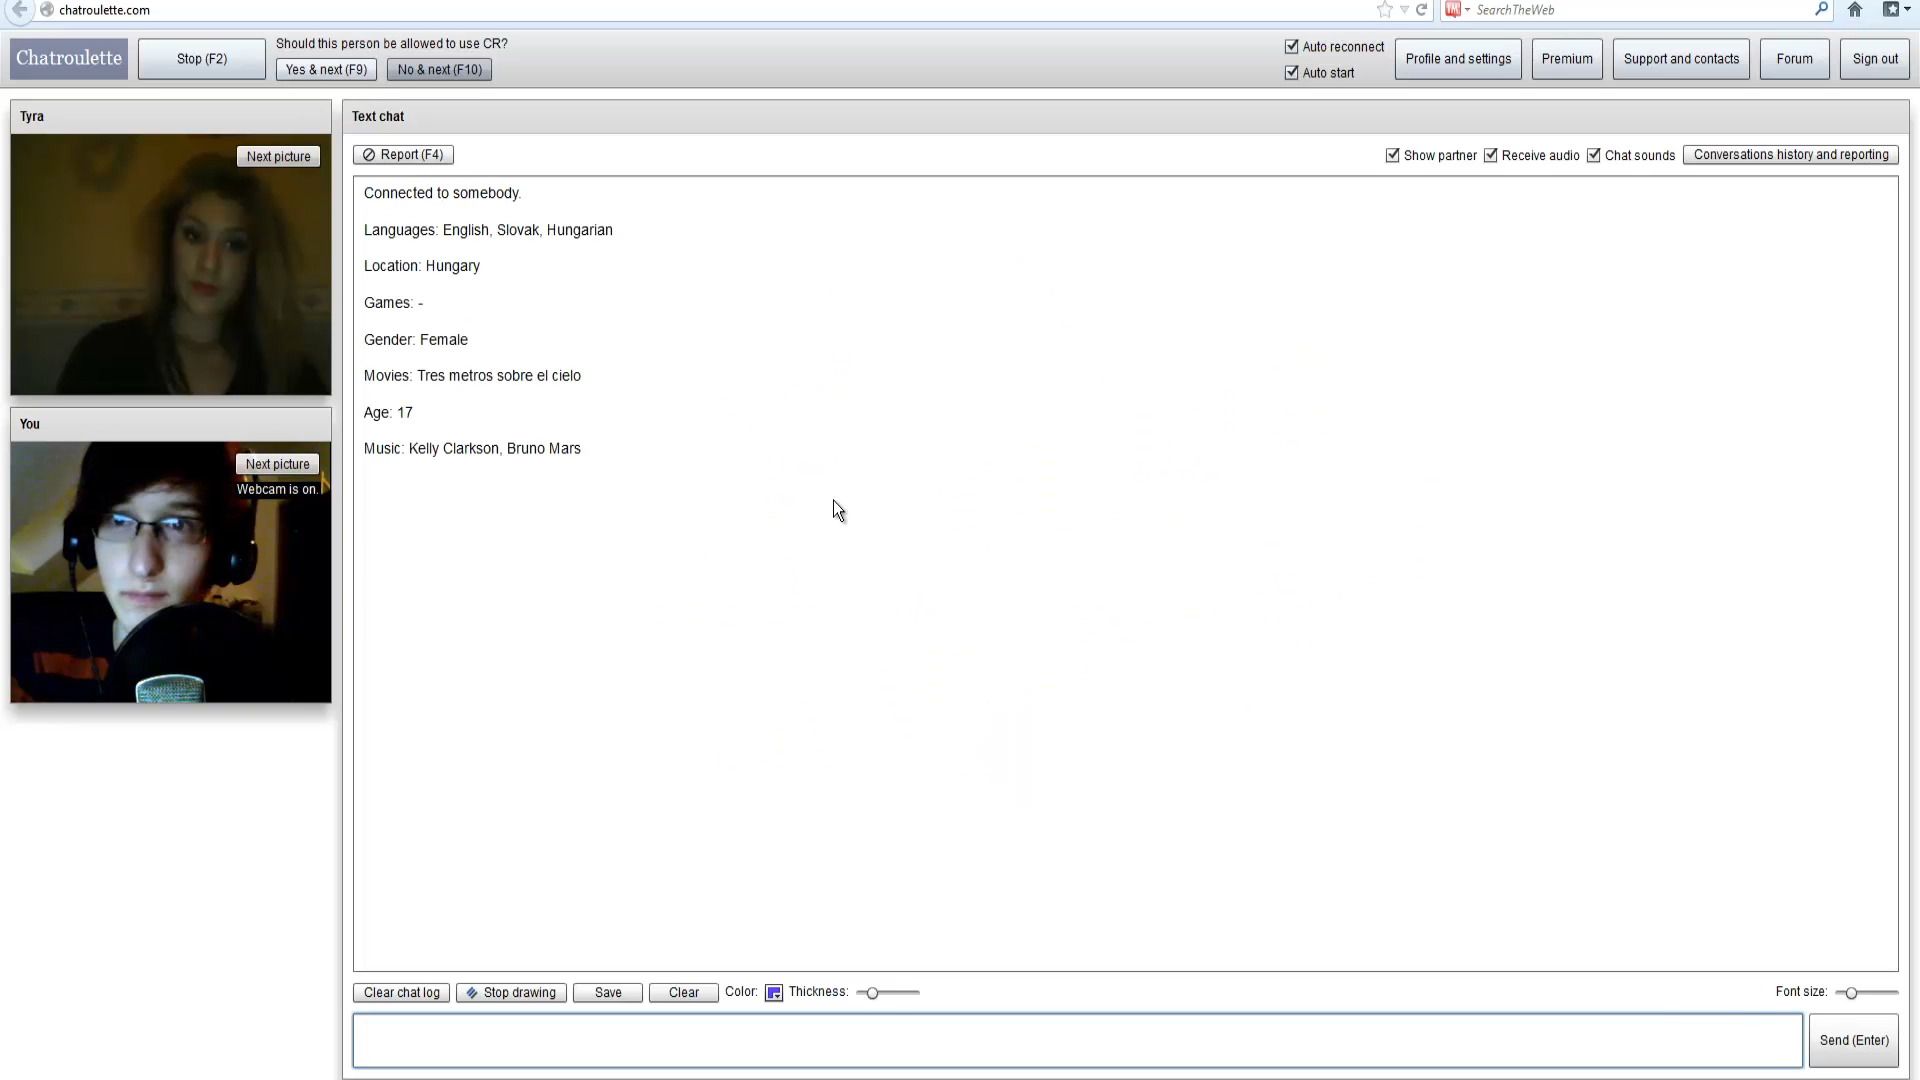 chatroulette.com
SearchTheWeb
Chatroulette
Stop (F2)
Should this person be allowed to use CR?
Yes & next (F9)
No & next (F10)
Auto reconnect
Auto start
Profile and settings
Premium
Support and contacts
Forum
Sign out
Tyra
Next picture
You
Next picture
Webcam is on.
Text chat
Report (F4)
Show partner
Receive audio
Chat sounds
Conversations history and reporting
Connected to somebody.
Languages: English, Slovak, Hungarian
Location: Hungary
Games: -
Gender: Female
Movies: Tres metros sobre el cielo
Age: 17
Music: Kelly Clarkson, Bruno Mars
Clear chat log
Stop drawing
Save
Clear
Color:
Thickness:
Font size:
Send (Enter)